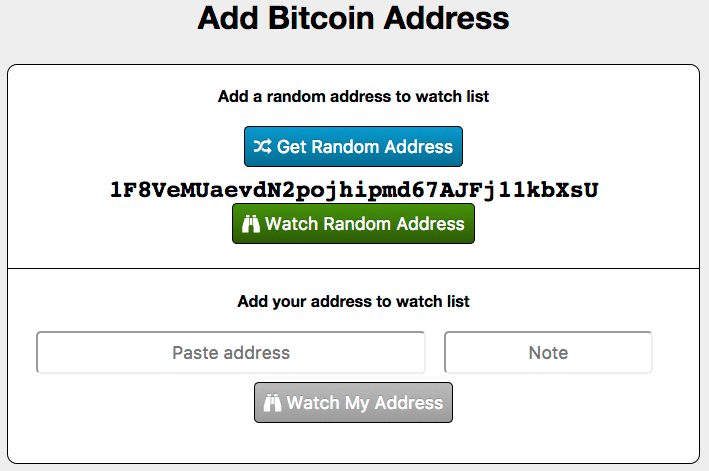 Add Bitcoin Address
Add a random address to watch list
Get Random Address
1F8VeMUaevdN2pojhipmd67AJFj11kbXsU
Watch Random Address
Add your address to watch list
Paste address Note
Watch My Address